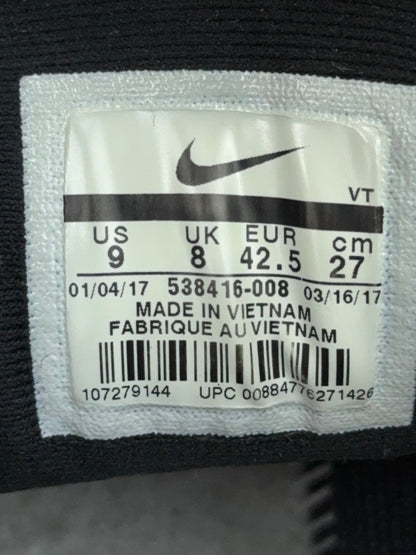 VT
US UK EUR cm
9 8 42.5 27
01/04/17 538416-008 03/16/17
MADE IN VIETNAM
FABRIQUE AU VIETNAM
107279144 UPC 00884776271426